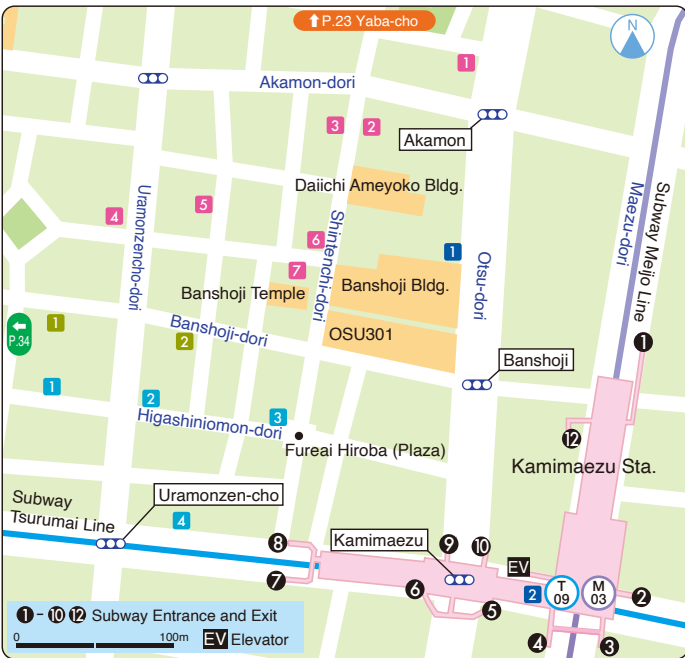 P.23 Yaba-cho
N
1
Akamon-dori
3
2
Akamon
Daiichi Ameyoko Bldg.
Uramonzencho-dori
5
4
Shintenchi-dori
6
1
Otsu-dori
Maezu-dori
Subway Meijo Line
7
Banshoji Temple
Banshoji Bldg.
P.34
1
Banshoji-dori
2
OSU301
1
Banshoji
1
2
3
Higashiniomon-dori
Fureai Hiroba (Plaza)
12
Kamimaezu Sta.
Subway
Tsurumai Line
Uramonzen-cho
4
8
Kamimaezu
9
10
EV
7
6
5
2
T
09
M
03
2
4
3
1 - 10 12 Subway Entrance and Exit
0 100m
EV Elevator